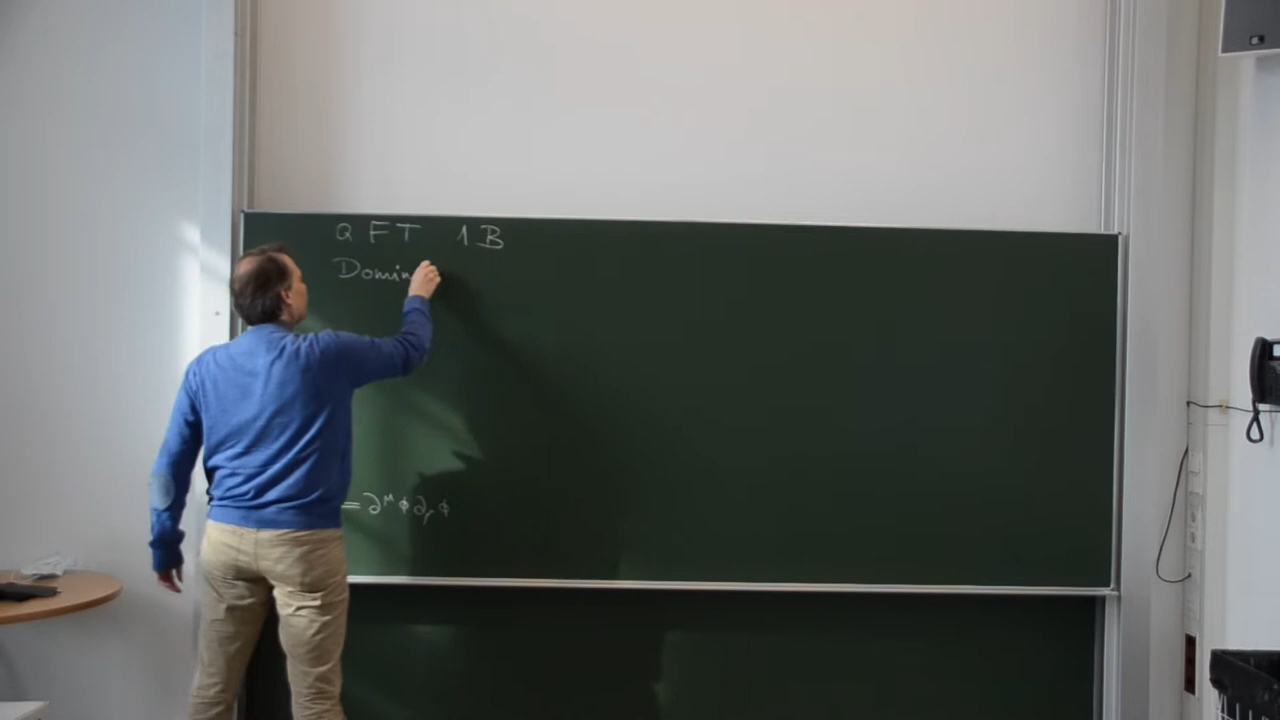 QFT 1B
Domin
= ∂^μ ϕ ∂_μ ϕ